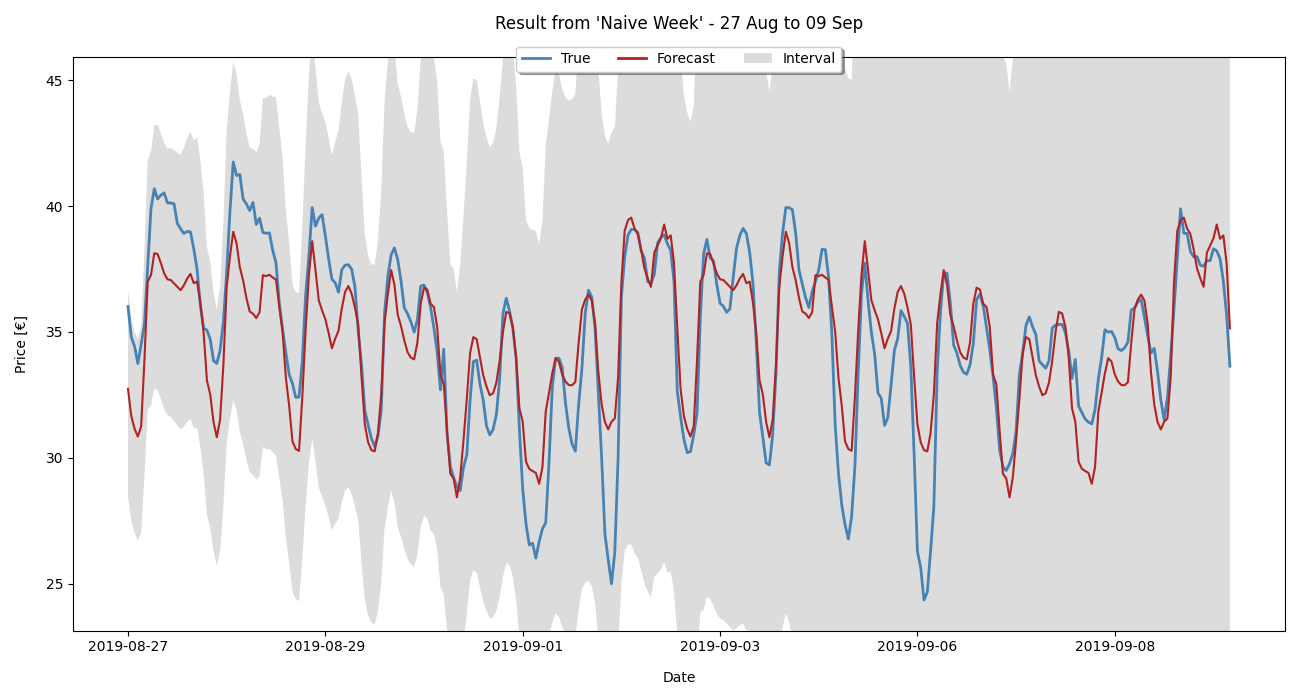 Result from 'Naive Week' - 27 Aug to 09 Sep
True Forecast Interval
45
40
35
30
25
Price [€]
2019-08-27 2019-08-29 2019-09-01 2019-09-03 2019-09-06 2019-09-08
Date